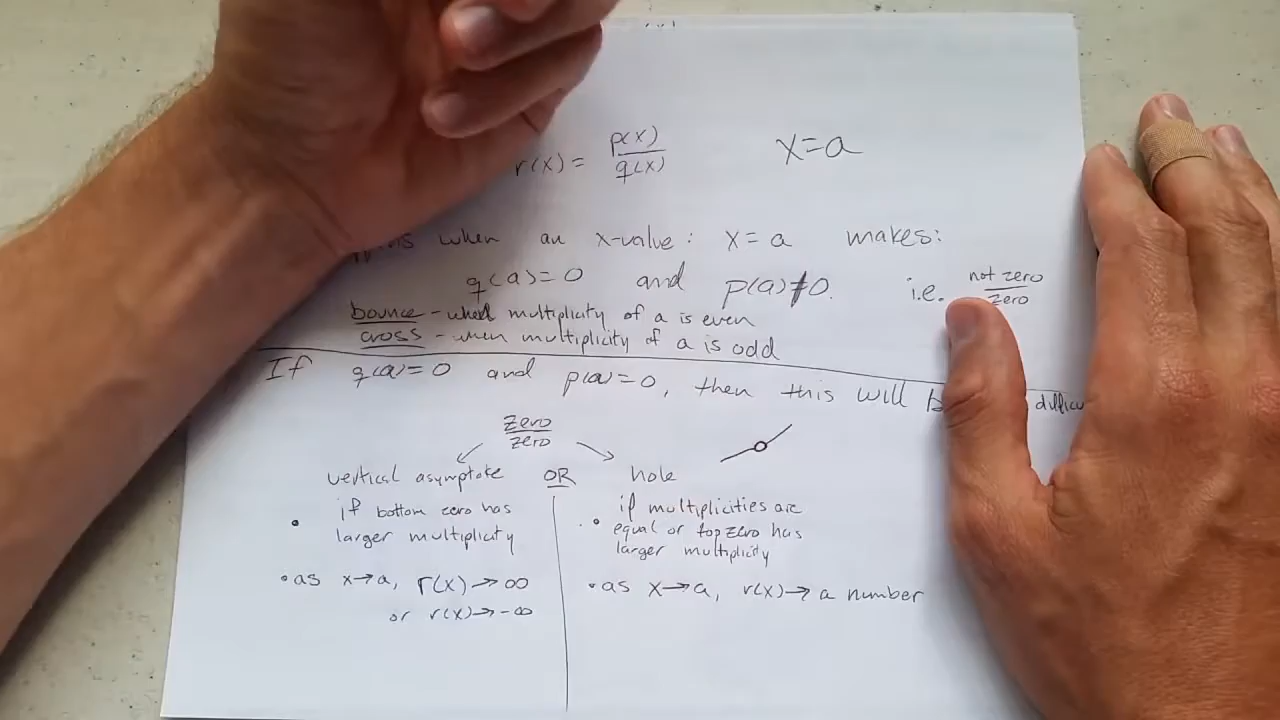 r(x) = p(x)/q(x) x=a
when an x-value: x=a makes:
q(a)=0 and p(a)≠0. i.e. not zero/zero
bounce - when multiplicity of a is even
cross - when multiplicity of a is odd
If q(a)=0 and p(a)=0, then this will
zero/zero
vertical asymptote OR hole
• if bottom zero has
larger multiplicity
• if multiplicities are
equal or top zero has
larger multiplicity
• as x→a, r(x)→∞
or r(x)→-∞
• as x→a, r(x)→ a number